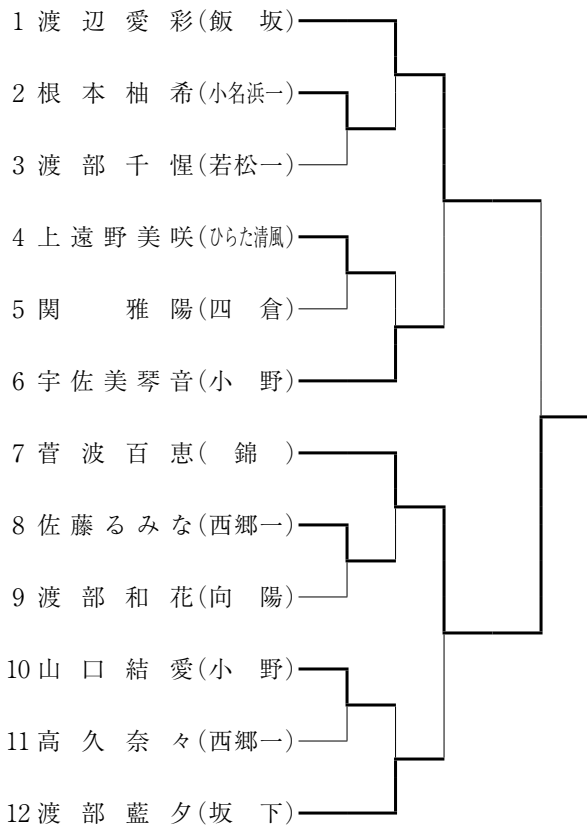 1 渡辺愛彩(飯坂)
2 根本柚希(小名浜一)
3 渡部千惺(若松一)
4 上遠野美咲(ひらた清風)
5 関雅陽(四倉)
6 宇佐美琴音(小野)
7 菅波百恵(錦)
8 佐藤るみな(西郷一)
9 渡部和花(向陽)
10 山口結愛(小野)
11 高久奈々(西郷一)
12 渡部藍夕(坂下)